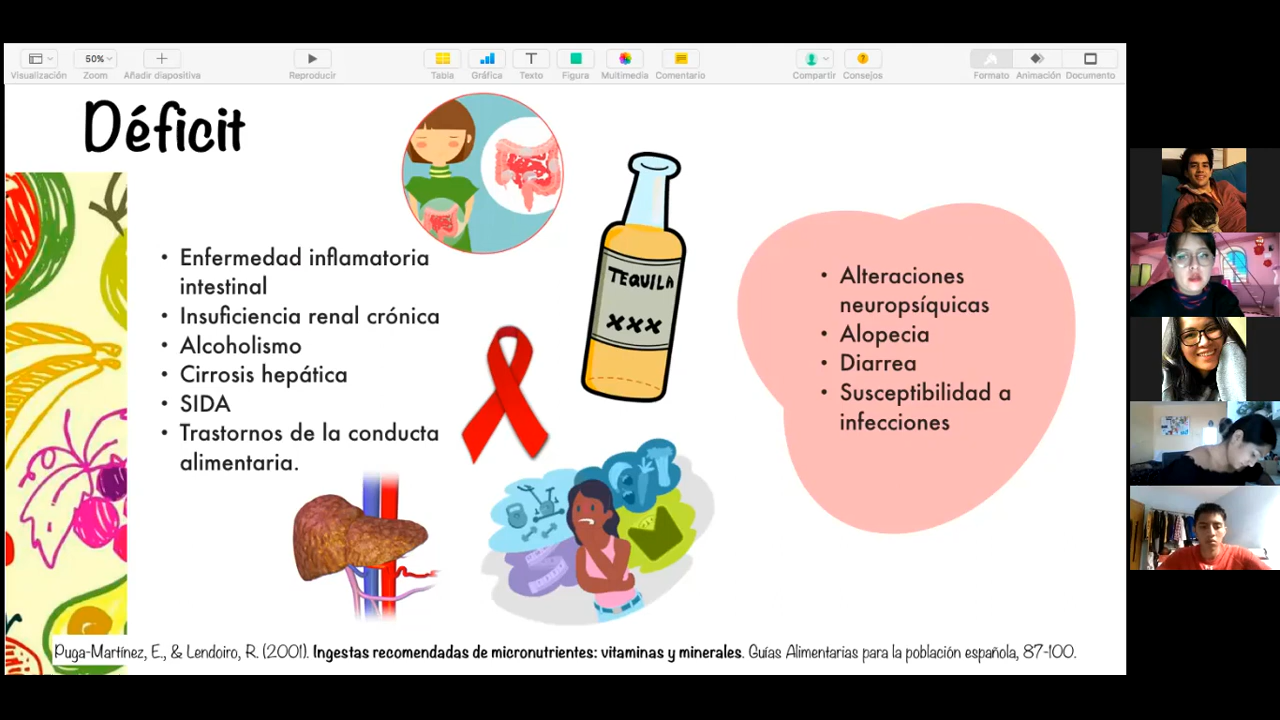 50%
Visualización
Zoom
Añadir diapositiva
Reproducir
Tabla
Gráfica
Texto
Figura
Multimedia
Comentario
Compartir
Consejos
Formato
Animación
Documento
Déficit
• Enfermedad inflamatoria
intestinal
• Insuficiencia renal crónica
• Alcoholismo
• Cirrosis hepática
• SIDA
• Trastornos de la conducta
alimentaria.
TEQUILA
XXX
• Alteraciones
neuropsíquicas
• Alopecia
• Diarrea
• Susceptibilidad a
infecciones
Puga-Martínez, E., & Lendoiro, R. (2001). Ingestas recomendadas de micronutrientes: vitaminas y minerales. Guías Alimentarias para la población española, 87-100.